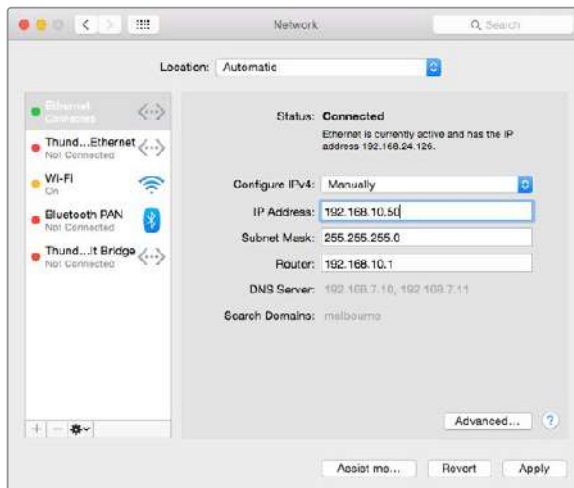 Network
Search
Location: Automatic
Ethernet
Connected
Thund...Ethernet
Not Connected
Wi-Fi
On
Bluetooth PAN
Not Connected
Thund...lt Bridge
Not Connected
Status: Connected
Ethernet is currently active and has the IP
address 192.168.24.126.
Configure IPv4: Manually
IP Address: 192.168.10.50
Subnet Mask: 255.255.255.0
Router: 192.168.10.1
DNS Server: 192.168.7.10, 192.168.7.11
Search Domains: melbourne
Advanced... ?
Assist me... Revert Apply